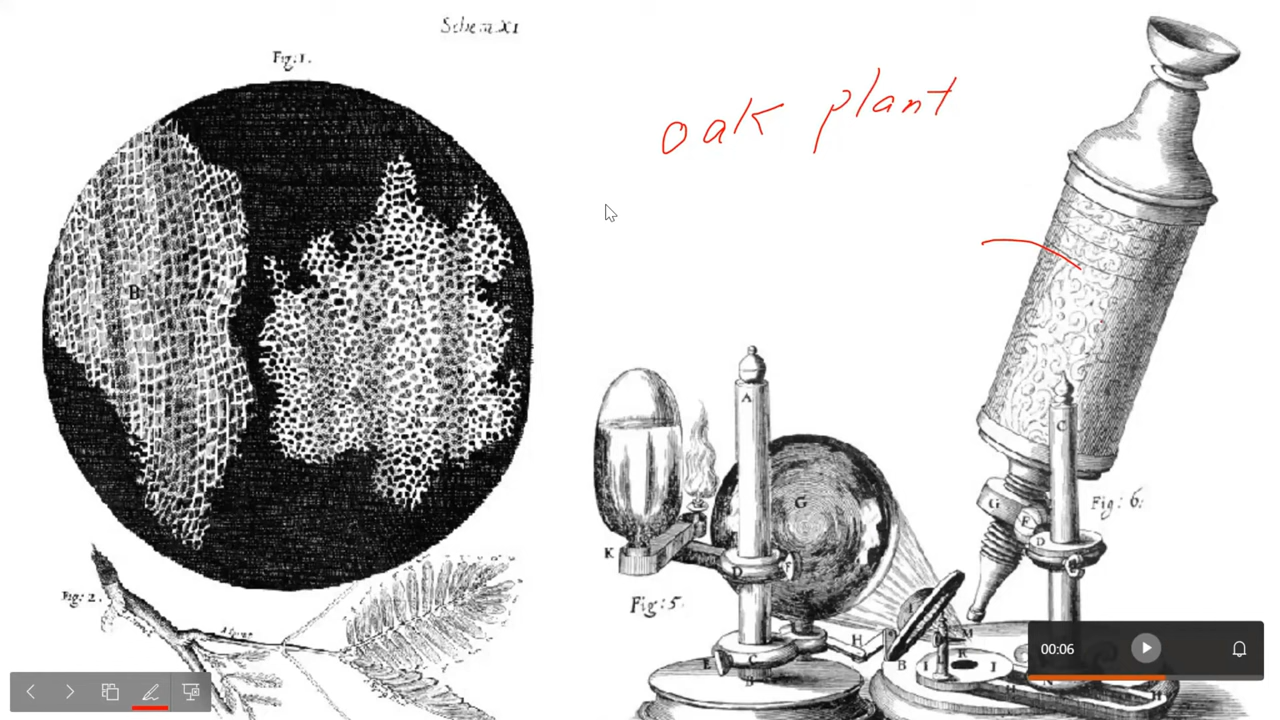 Schem. XI
Fig: 1.
oak plant
B
A
A
C
G
G
F
Fig: 6.
D
K
D
F
Fig: 2.
Fig: 5.
H
M
B
I
R
I
E
C
N
00:06